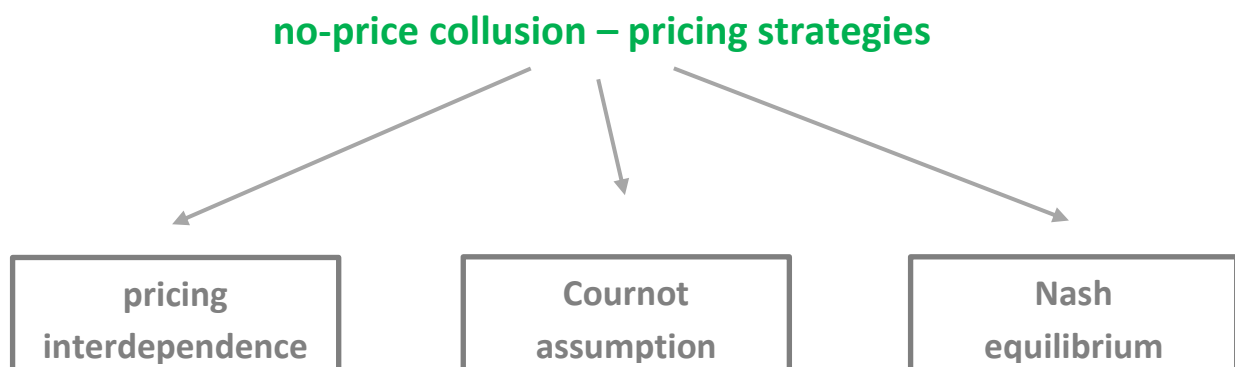 no-price collusion – pricing strategies
pricing
interdependence
Cournot
assumption
Nash
equilibrium